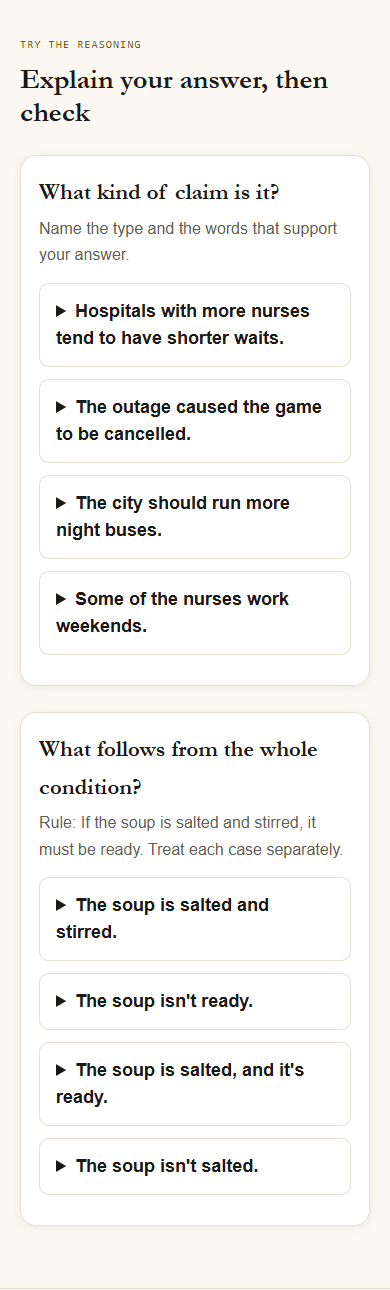 TRY THE REASONING
Explain your answer, then
check
What kind of claim is it?
Name the type and the words that support
your answer.
▶ Hospitals with more nurses
tend to have shorter waits.
▶ The outage caused the game
to be cancelled.
▶ The city should run more
night buses.
▶ Some of the nurses work
weekends.
What follows from the whole
condition?
Rule: If the soup is salted and stirred, it
must be ready. Treat each case separately.
▶ The soup is salted and
stirred.
▶ The soup isn't ready.
▶ The soup is salted, and it's
ready.
▶ The soup isn't salted.